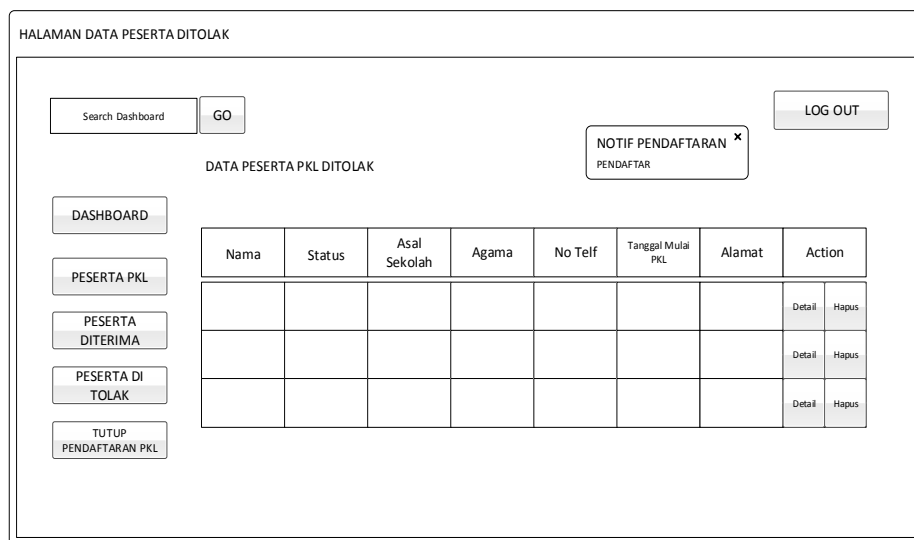 HALAMAN DATA PESERTA DITOLAK
Search Dashboard
GO
LOG OUT
NOTIF PENDAFTARAN ×
PENDAFTAR
DATA PESERTA PKL DITOLAK
DASHBOARD
PESERTA PKL
PESERTA
DITERIMA
PESERTA DI
TOLAK
TUTUP
PENDAFTARAN PKL
Nama
Status
Asal
Sekolah
Agama
No Telf
Tanggal Mulai
PKL
Alamat
Action
Detail Hapus
Detail Hapus
Detail Hapus